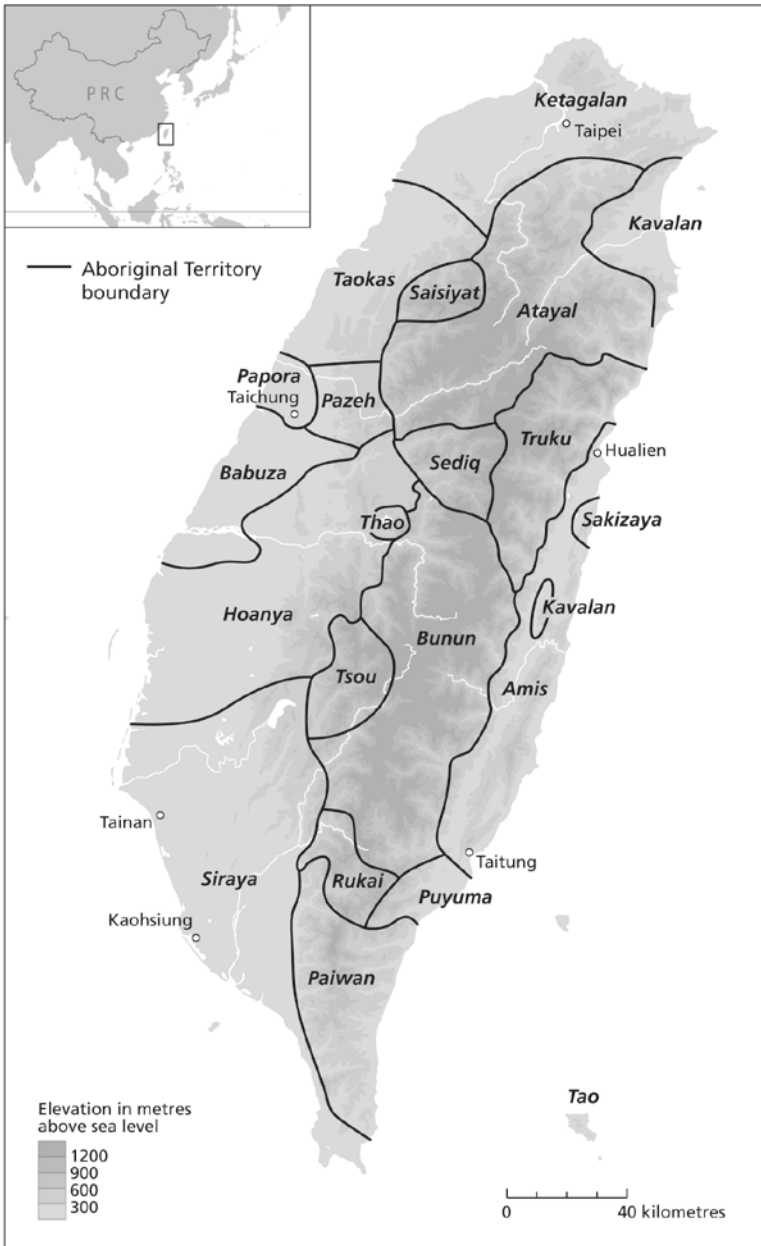 PRC
Aboriginal Territory
boundary
Ketagalan
Taipei
Kavalan
Taokas
Saisiyat
Atayal
Papora
Taichung
Pazeh
Truku
Hualien
Babuza
Sediq
Sakizaya
Thao
Kavalan
Hoanya
Bunun
Tsou
Amis
Tainan
Taitung
Siraya
Rukai
Puyuma
Kaohsiung
Paiwan
Tao
Elevation in metres
above sea level
1200
900
600
300
0 40 kilometres